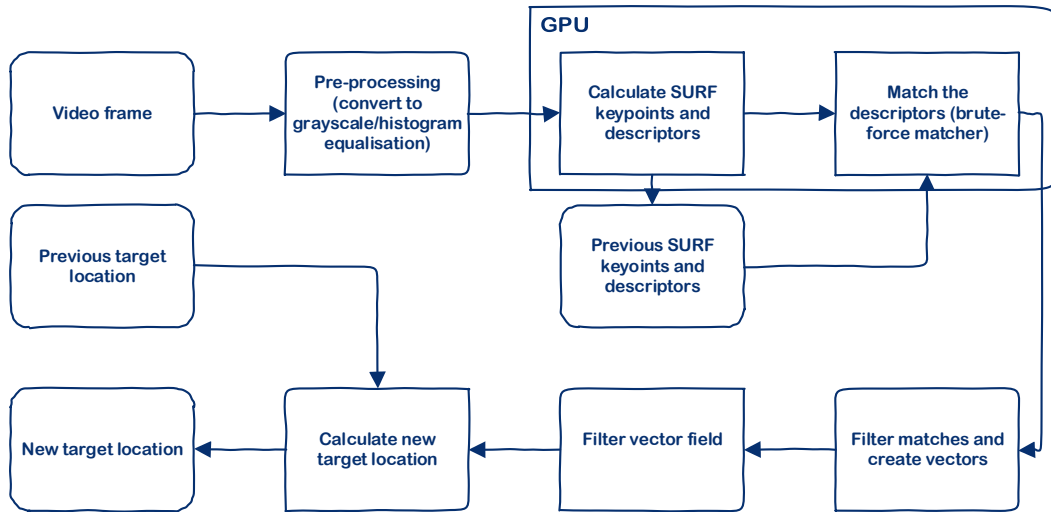 GPU
Video frame
Pre-processing
(convert to
grayscale/histogram
equalisation)
Calculate SURF
keypoints and
descriptors
Match the
descriptors (brute-
force matcher)
Previous target
location
Previous SURF
keyoints and
descriptors
New target location
Calculate new
target location
Filter vector field
Filter matches and
create vectors